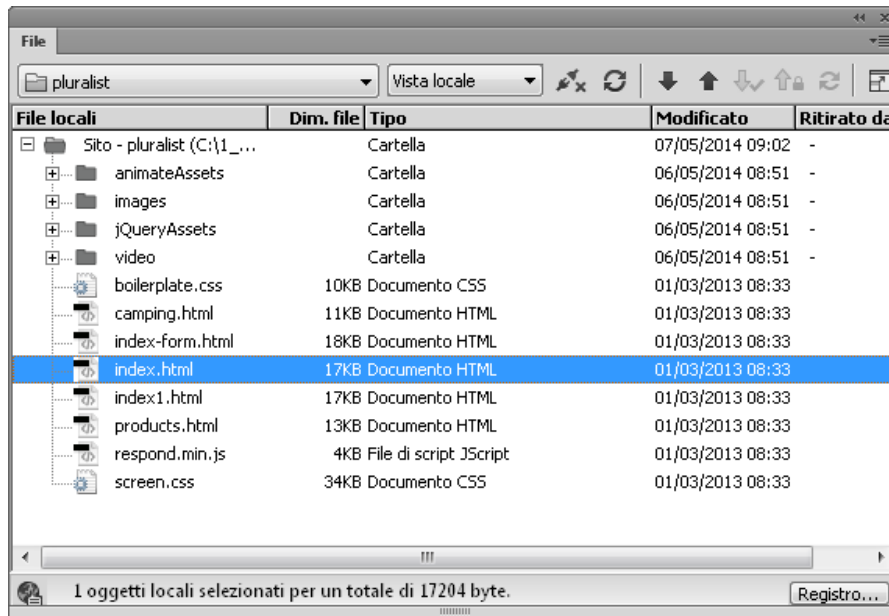 File
pluralist Vista locale
File locali Dim. file Tipo Modificato Ritirato da
Sito - pluralist (C:\1_... Cartella 07/05/2014 09:02 -
animateAssets Cartella 06/05/2014 08:51 -
images Cartella 06/05/2014 08:51 -
jQueryAssets Cartella 06/05/2014 08:51 -
video Cartella 06/05/2014 08:51 -
boilerplate.css 10KB Documento CSS 01/03/2013 08:33
camping.html 11KB Documento HTML 01/03/2013 08:33
index-form.html 18KB Documento HTML 01/03/2013 08:33
index.html 17KB Documento HTML 01/03/2013 08:33
index1.html 17KB Documento HTML 01/03/2013 08:33
products.html 13KB Documento HTML 01/03/2013 08:33
respond.min.js 4KB File di script JScript 01/03/2013 08:33
screen.css 34KB Documento CSS 01/03/2013 08:33
1 oggetti locali selezionati per un totale di 17204 byte. Registro...